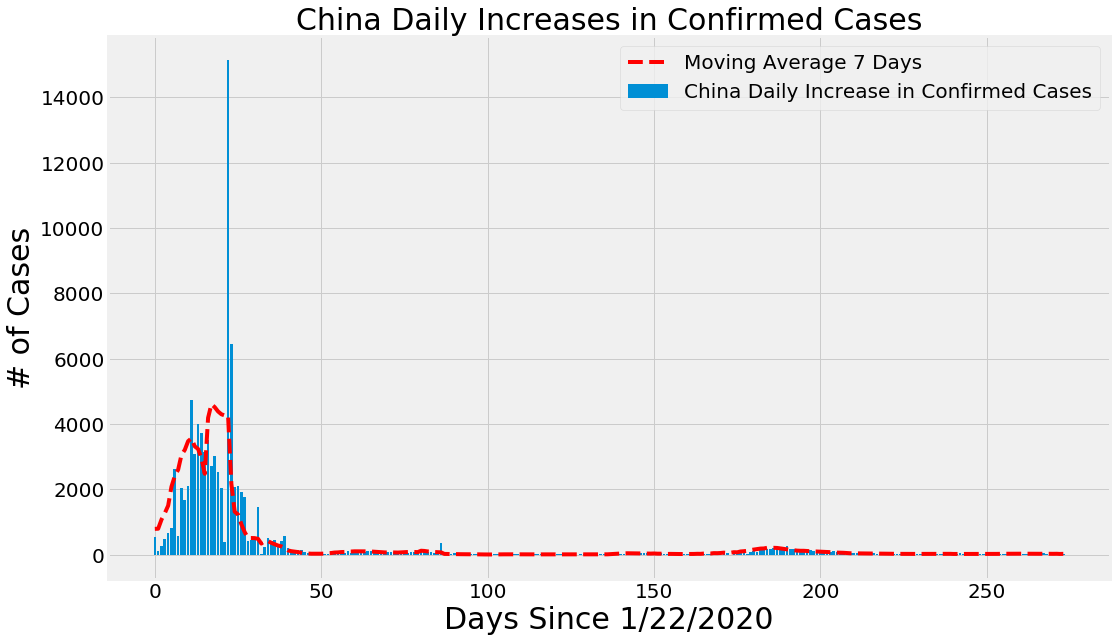 China Daily Increases in Confirmed Cases
Moving Average 7 Days
China Daily Increase in Confirmed Cases
# of Cases
14000
12000
10000
8000
6000
4000
2000
0
0 50 100 150 200 250
Days Since 1/22/2020